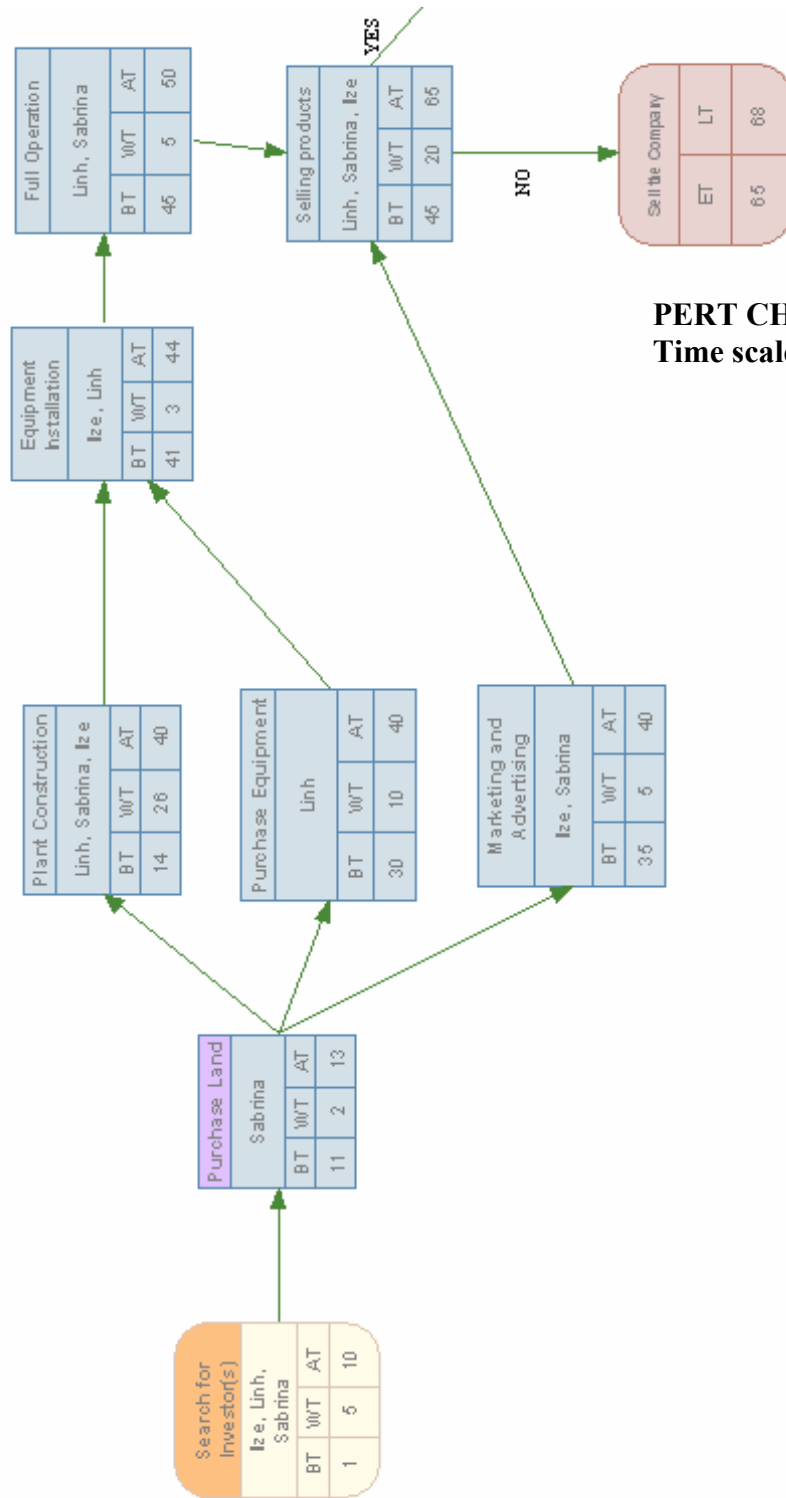 Search for
Investor(s)
Ize, Linh,
Sabrina
BT WT AT
1 5 10
Purchase Land
Sabrina
BT WT AT
11 2 13
Plant Construction
Linh, Sabrina, Ize
BT WT AT
14 26 40
Purchase Equipment
Linh
BT WT AT
30 10 40
Marketing and
Advertising
Ize, Sabrina
BT WT AT
35 5 40
Equipment
Installation
Ize, Linh
BT WT AT
41 3 44
Full Operation
Linh, Sabrina
BT WT AT
45 5 50
Selling products
Linh, Sabrina, Ize
BT WT AT
45 20 65
YES
NO
Sell the Company
ET LT
65 68
PERT CH
Time scale